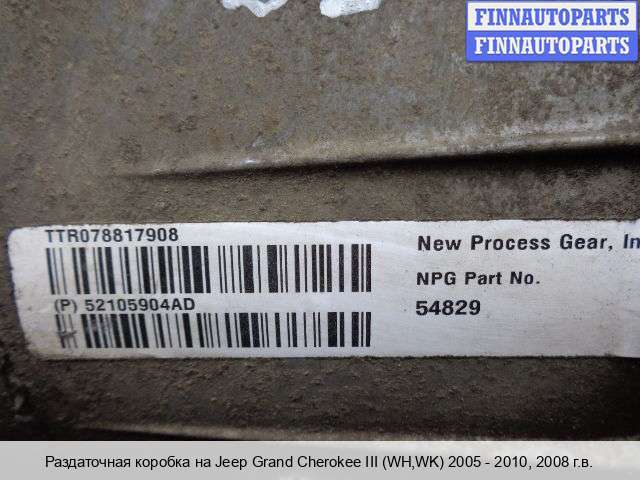 FINNAUTOPARTS
FINNAUTOPARTS
TTR078817908
(P) 52105904AD
New Process Gear, In
NPG Part No.
54829
Раздаточная коробка на Jeep Grand Cherokee III (WH,WK) 2005 - 2010, 2008 г.в.